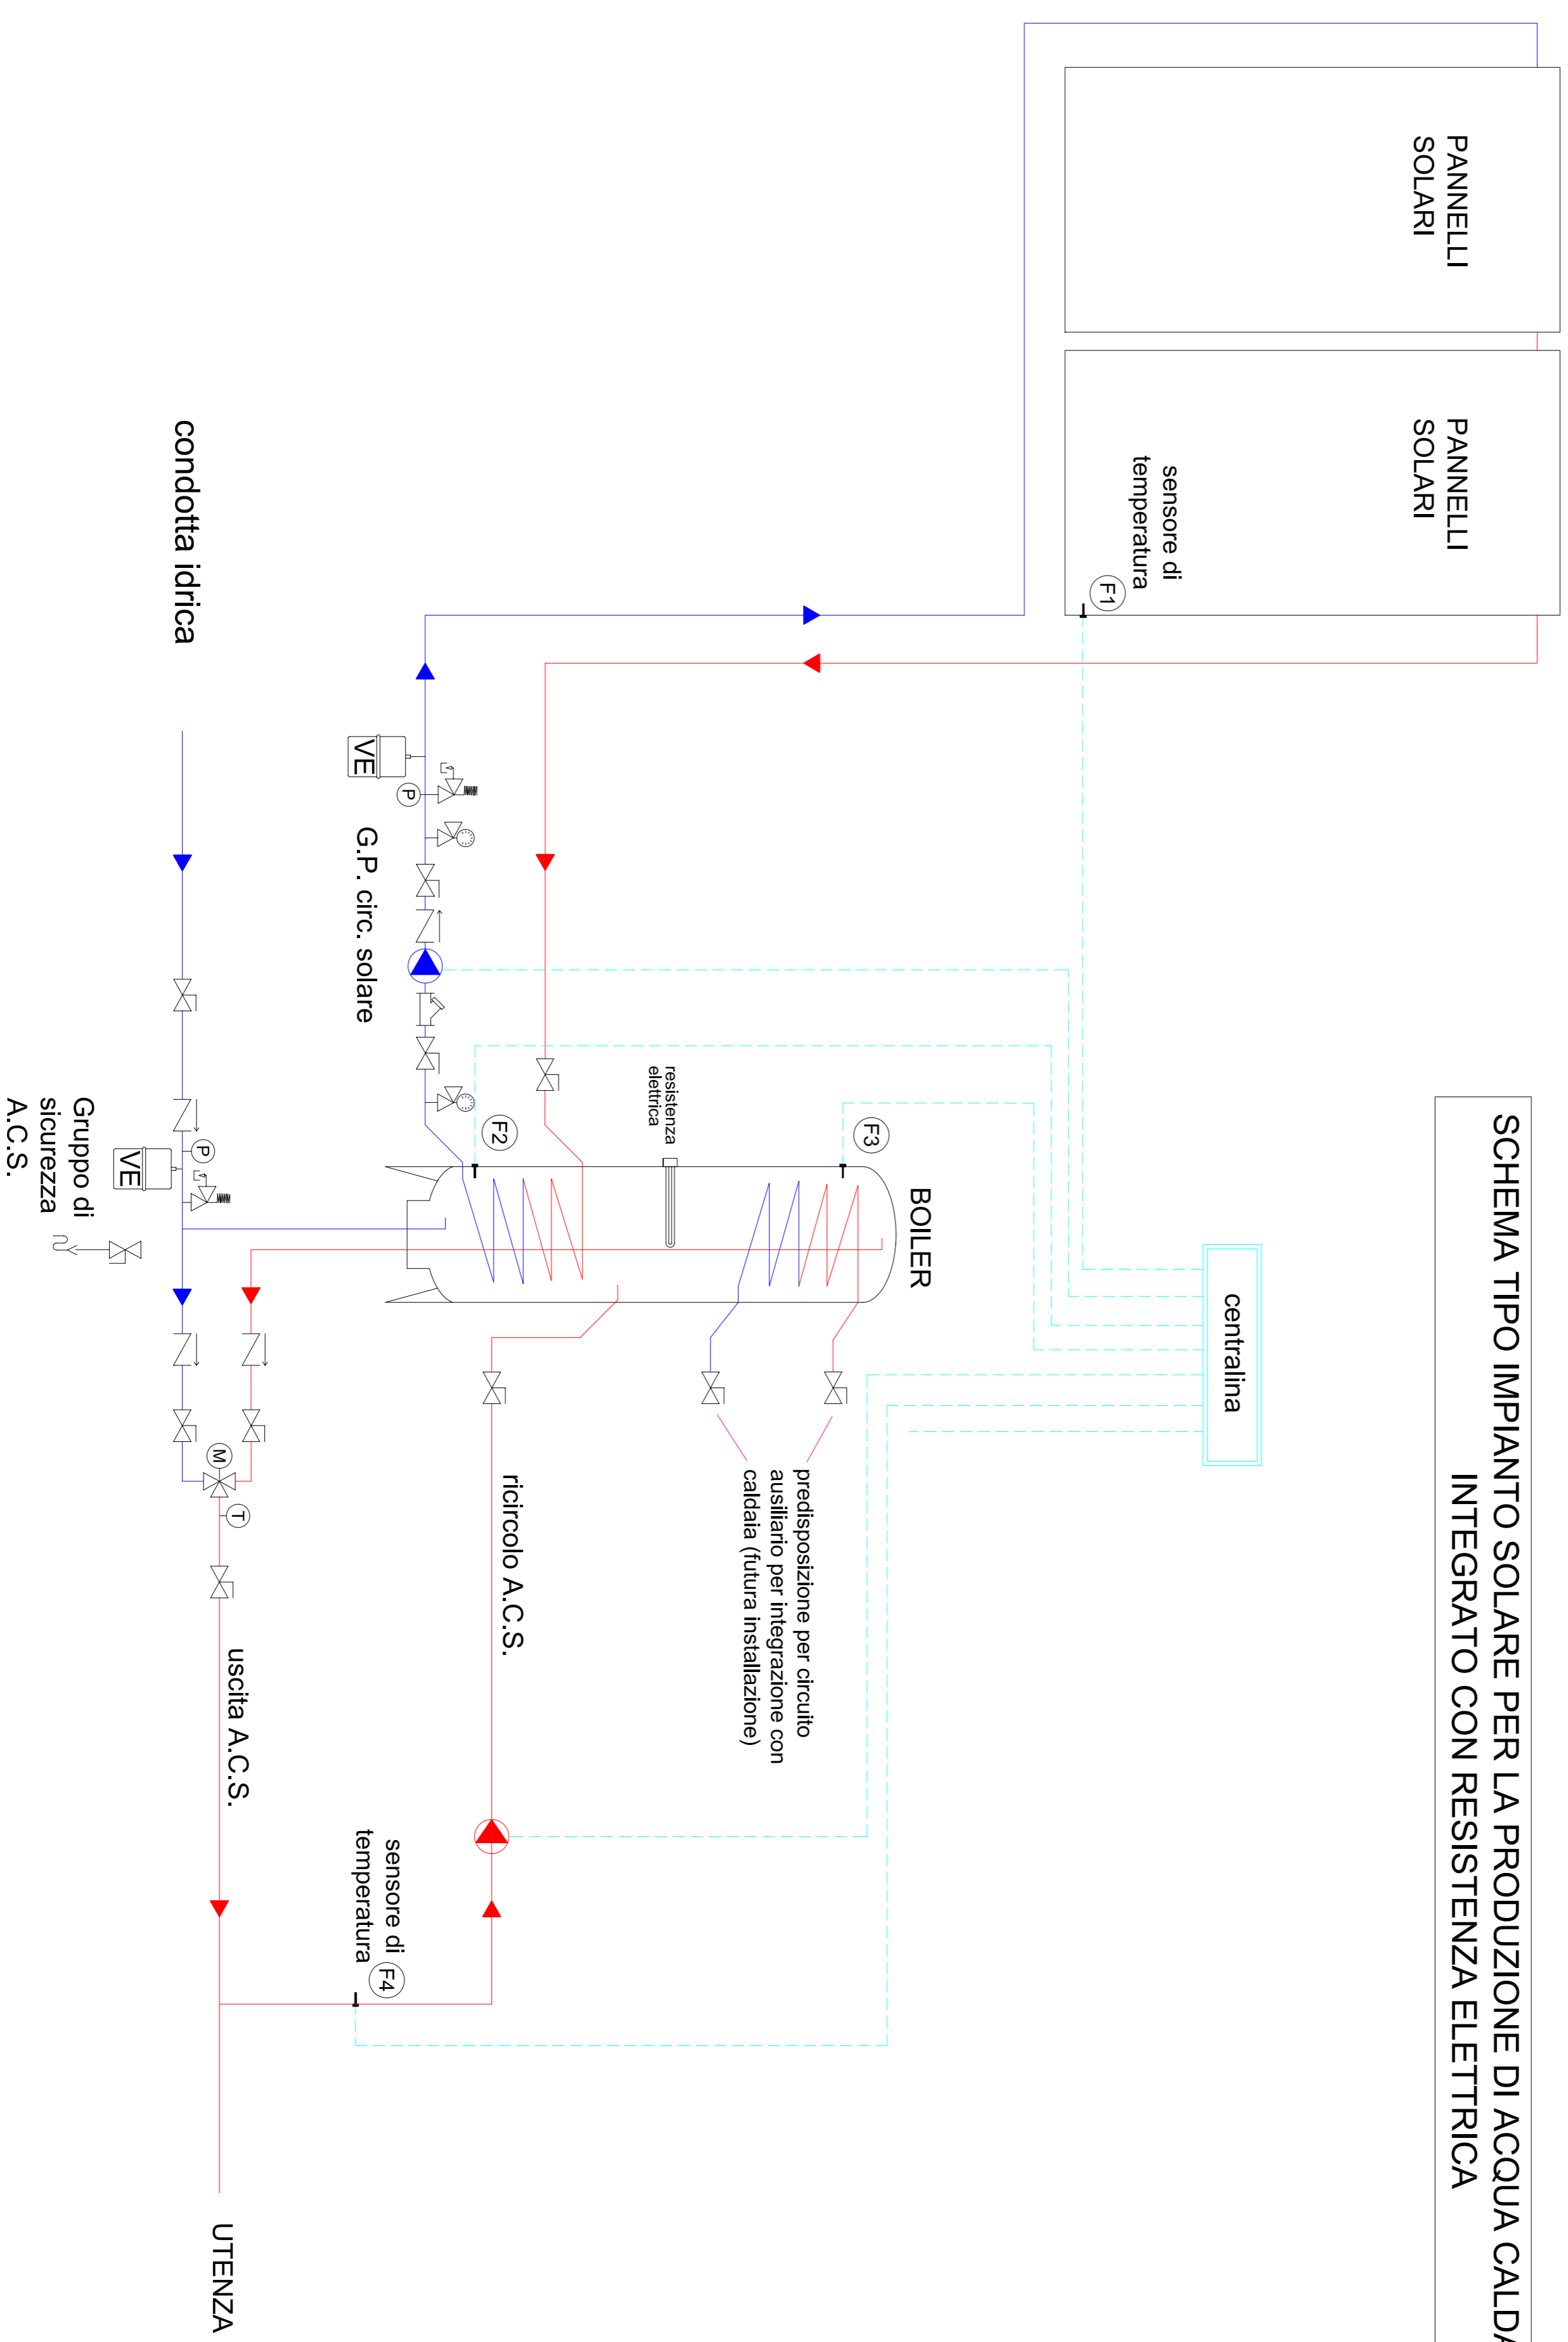 SCHEMA TIPO IMPIANTO SOLARE PER LA PRODUZIONE DI ACQUA CALDA
INTEGRATO CON RESISTENZA ELETTRICA
PANNELLI
SOLARI
PANNELLI
SOLARI
sensore di
temperatura
F1
centralina
BOILER
F3
F2
resistenza
elettrica
predisposizione per circuito
ausiliario per integrazione con
caldaia (futura installazione)
ricircolo A.C.S.
VE
P
G.P. circ. solare
sensore di
temperatura
F4
condotta idrica
P
VE
Gruppo di
sicurezza
A.C.S.
M
T
uscita A.C.S.
UTENZA